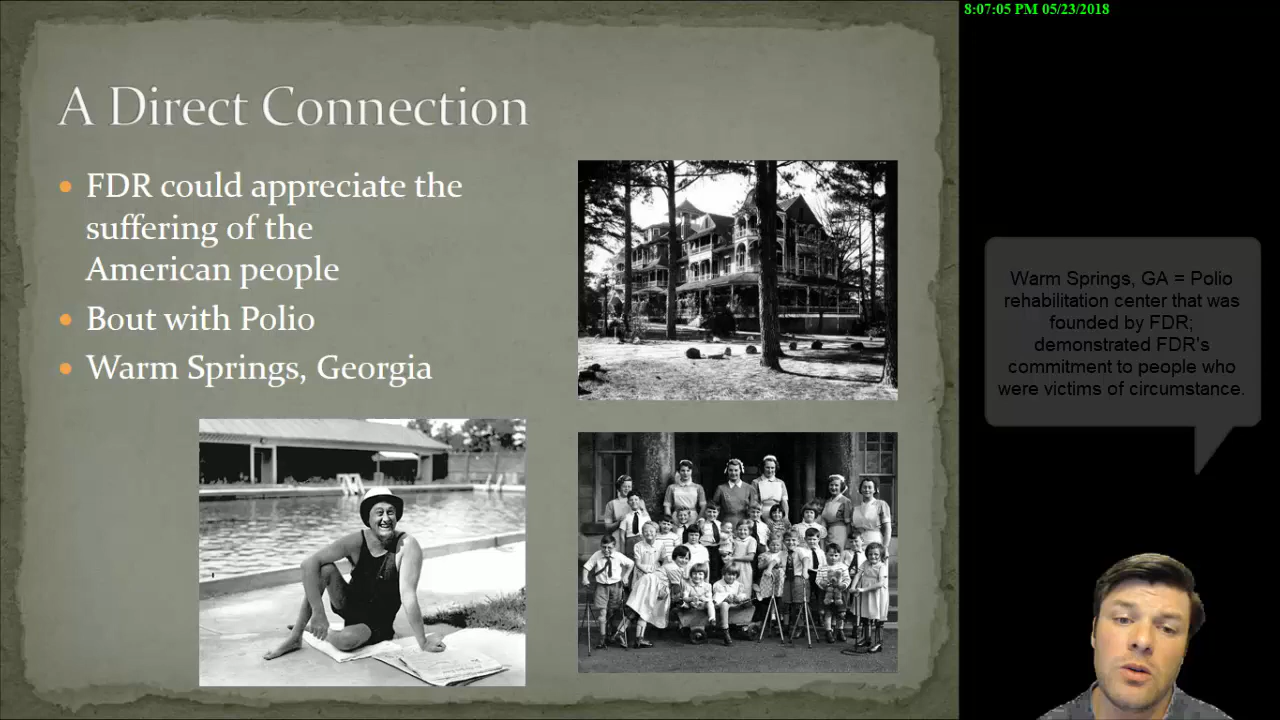 8:07:05 PM 05/23/2018
A Direct Connection
FDR could appreciate the
suffering of the
American people
Bout with Polio
Warm Springs, Georgia
Warm Springs, GA = Polio
rehabilitation center that was
founded by FDR;
demonstrated FDR's
commitment to people who
were victims of circumstance.